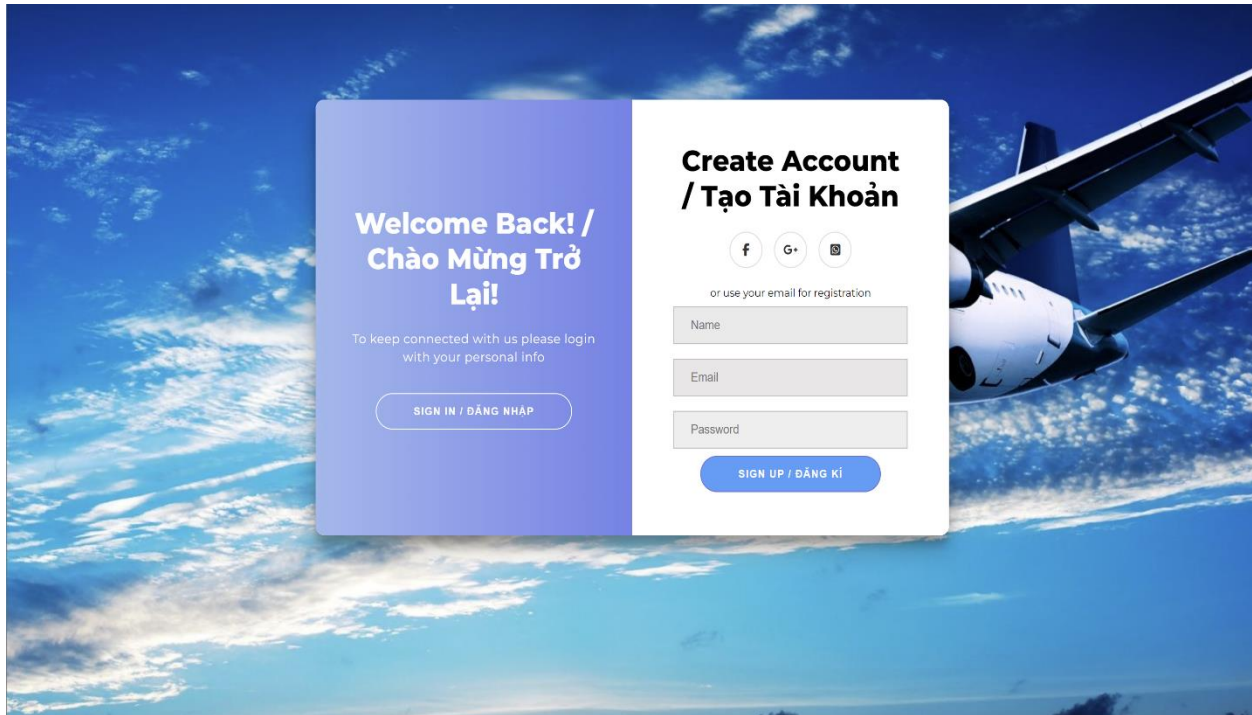 Welcome Back! /
Chào Mừng Trở
Lại!
To keep connected with us please login
with your personal info
SIGN IN / ĐĂNG NHẬP
Create Account
/ Tạo Tài Khoản
f
G+
or use your email for registration
Name
Email
Password
SIGN UP / ĐĂNG KÍ